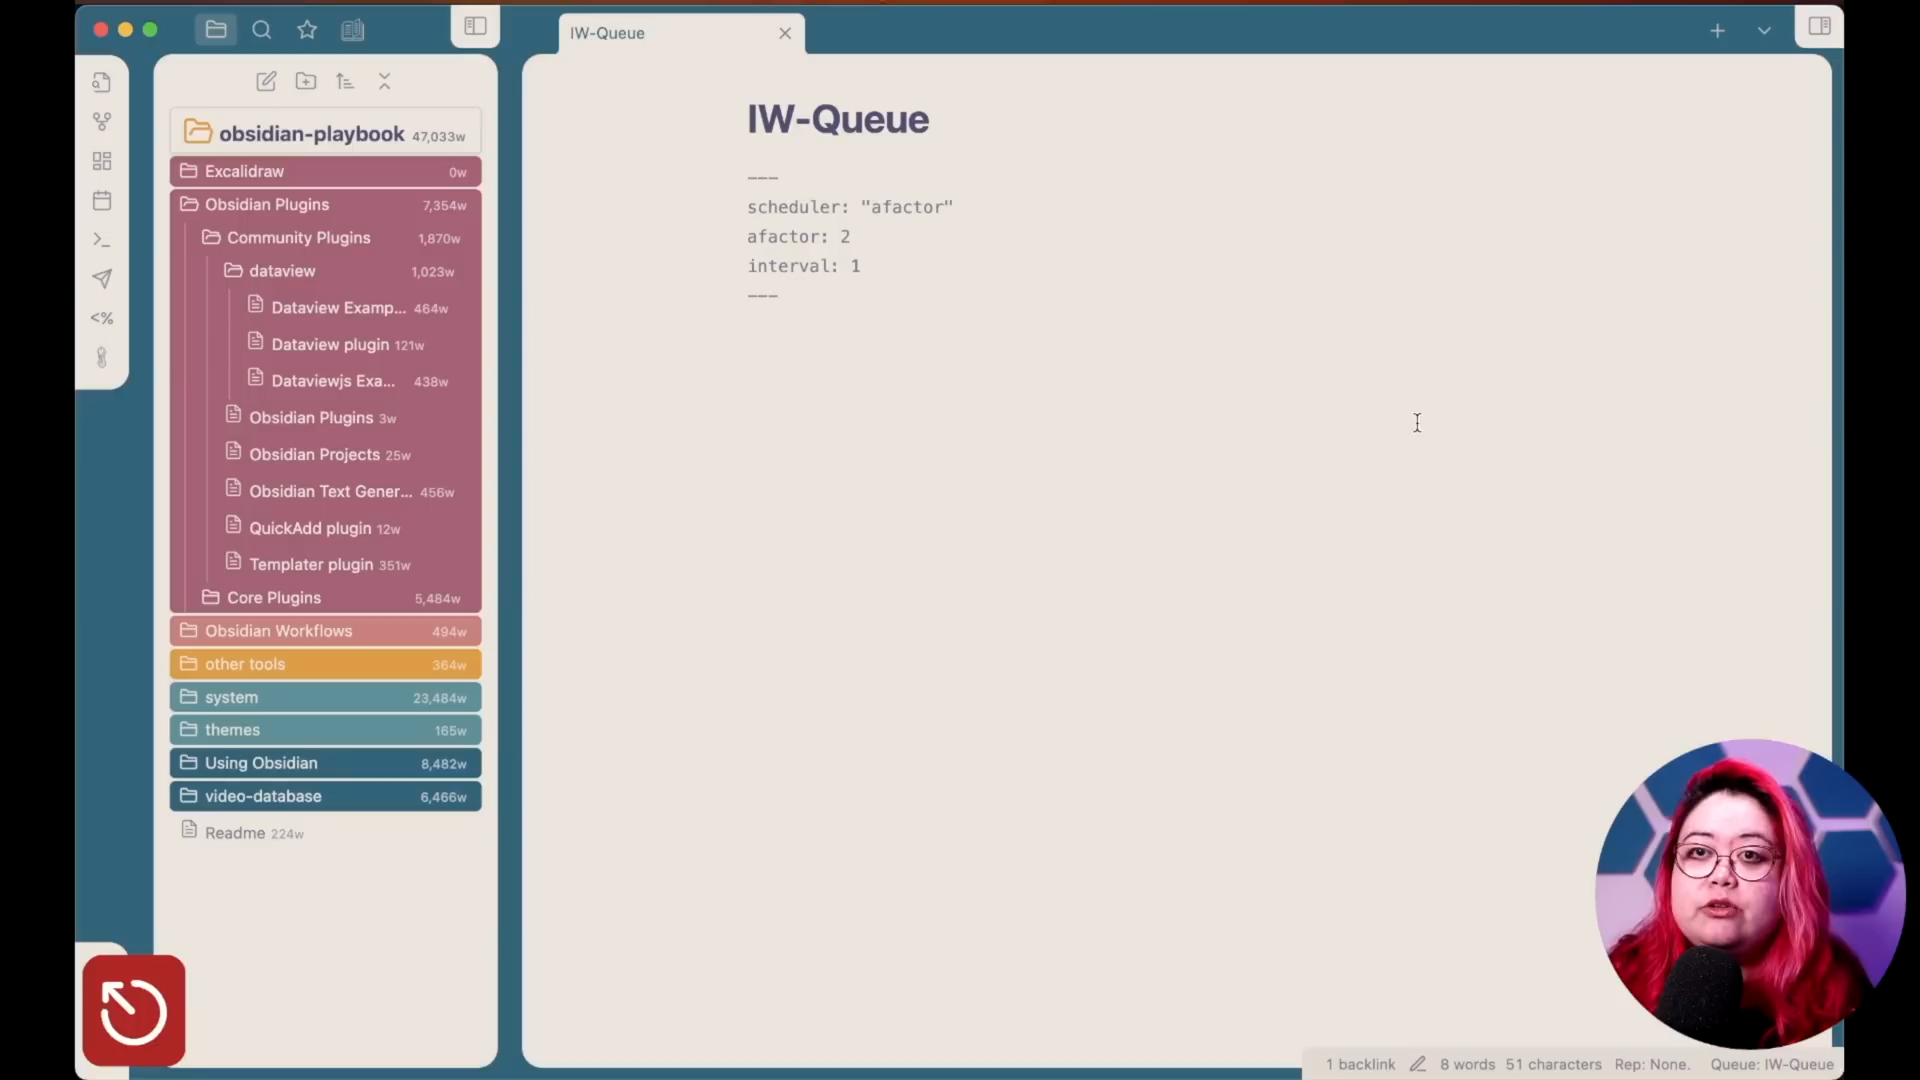 IW-Queue
obsidian-playbook 47,033w
Excalidraw 0w
Obsidian Plugins 7,354w
Community Plugins 1,870w
dataview 1,023w
Dataview Examp... 464w
Dataview plugin 121w
Dataviewjs Exa... 438w
Obsidian Plugins 3w
Obsidian Projects 25w
Obsidian Text Gener... 456w
QuickAdd plugin 12w
Templater plugin 351w
Core Plugins 5,484w
Obsidian Workflows 494w
other tools 364w
system 23,484w
themes 165w
Using Obsidian 8,482w
video-database 6,466w
Readme 224w
IW-Queue
---
scheduler: "afactor"
afactor: 2
interval: 1
---
1 backlink 8 words 51 characters Rep: None. Queue: IW-Queue